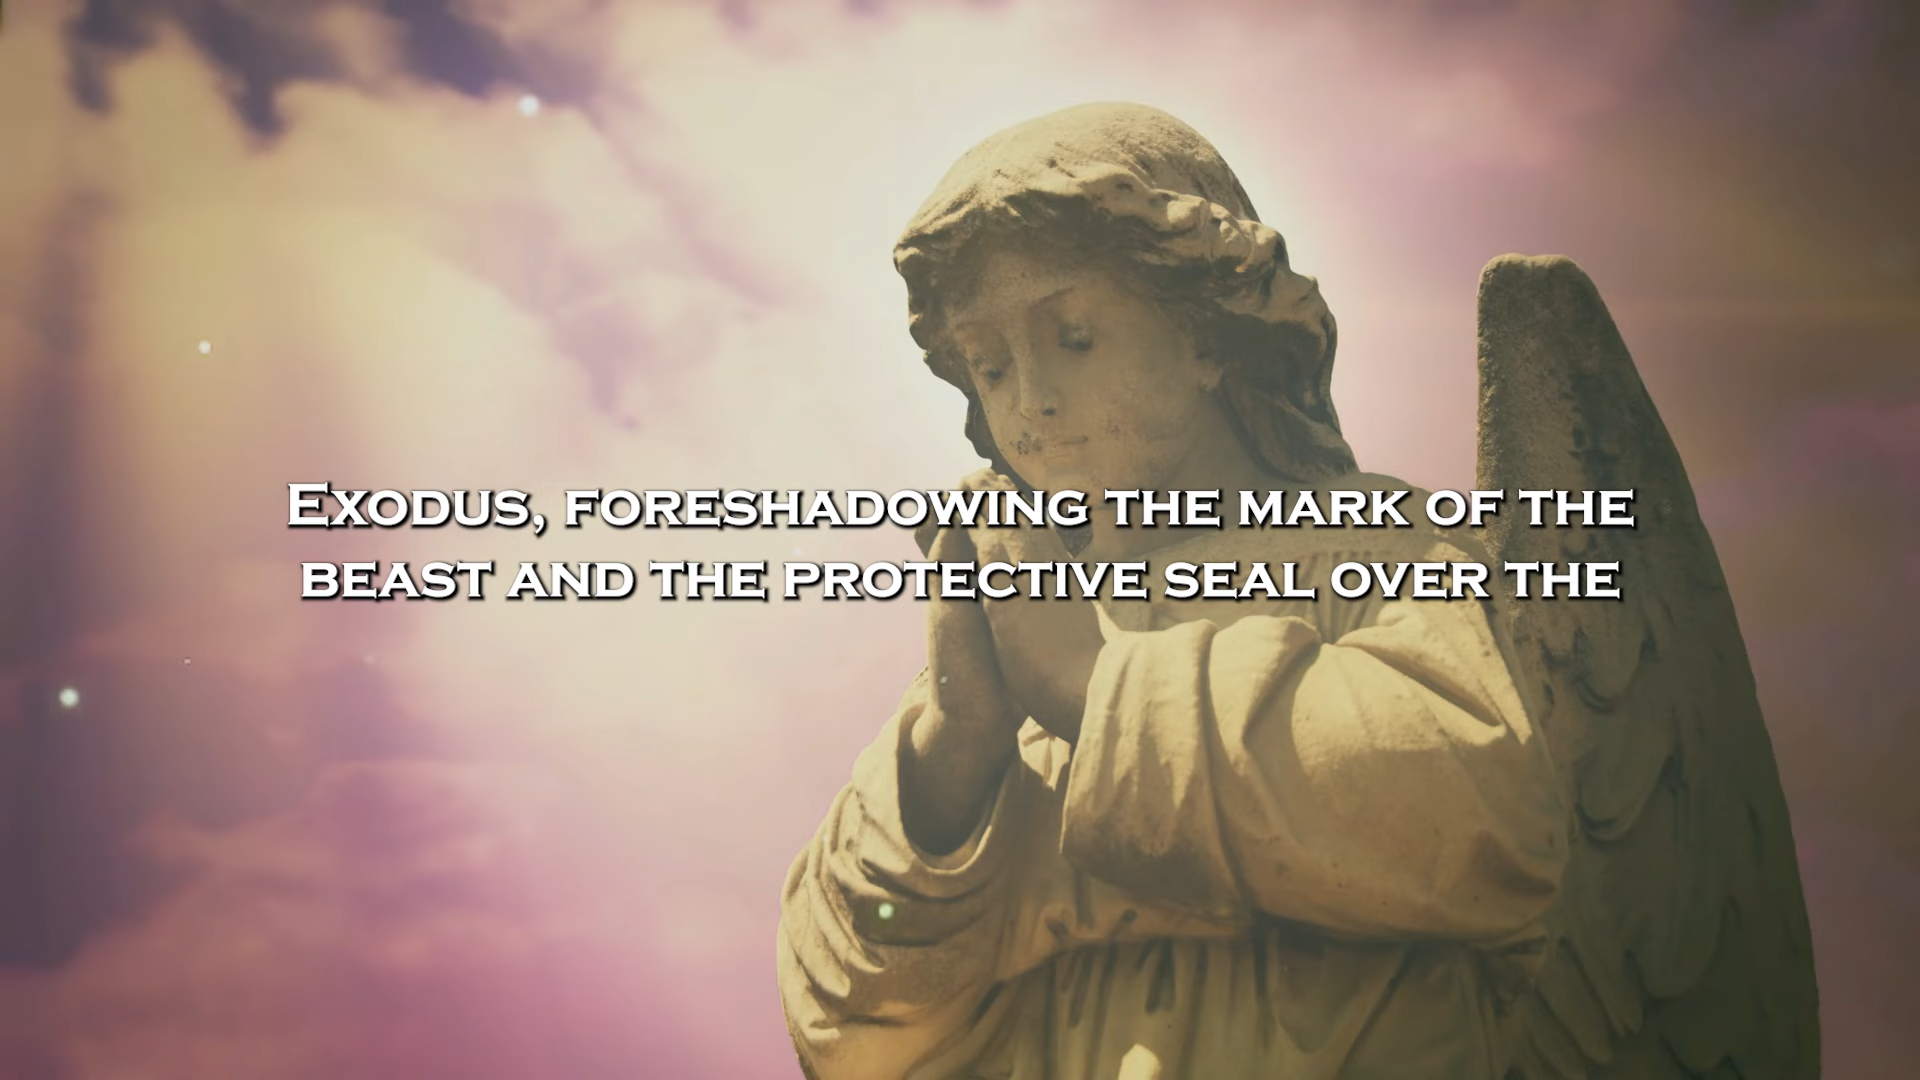 Exodus, foreshadowing the mark of the
beast and the protective seal over the